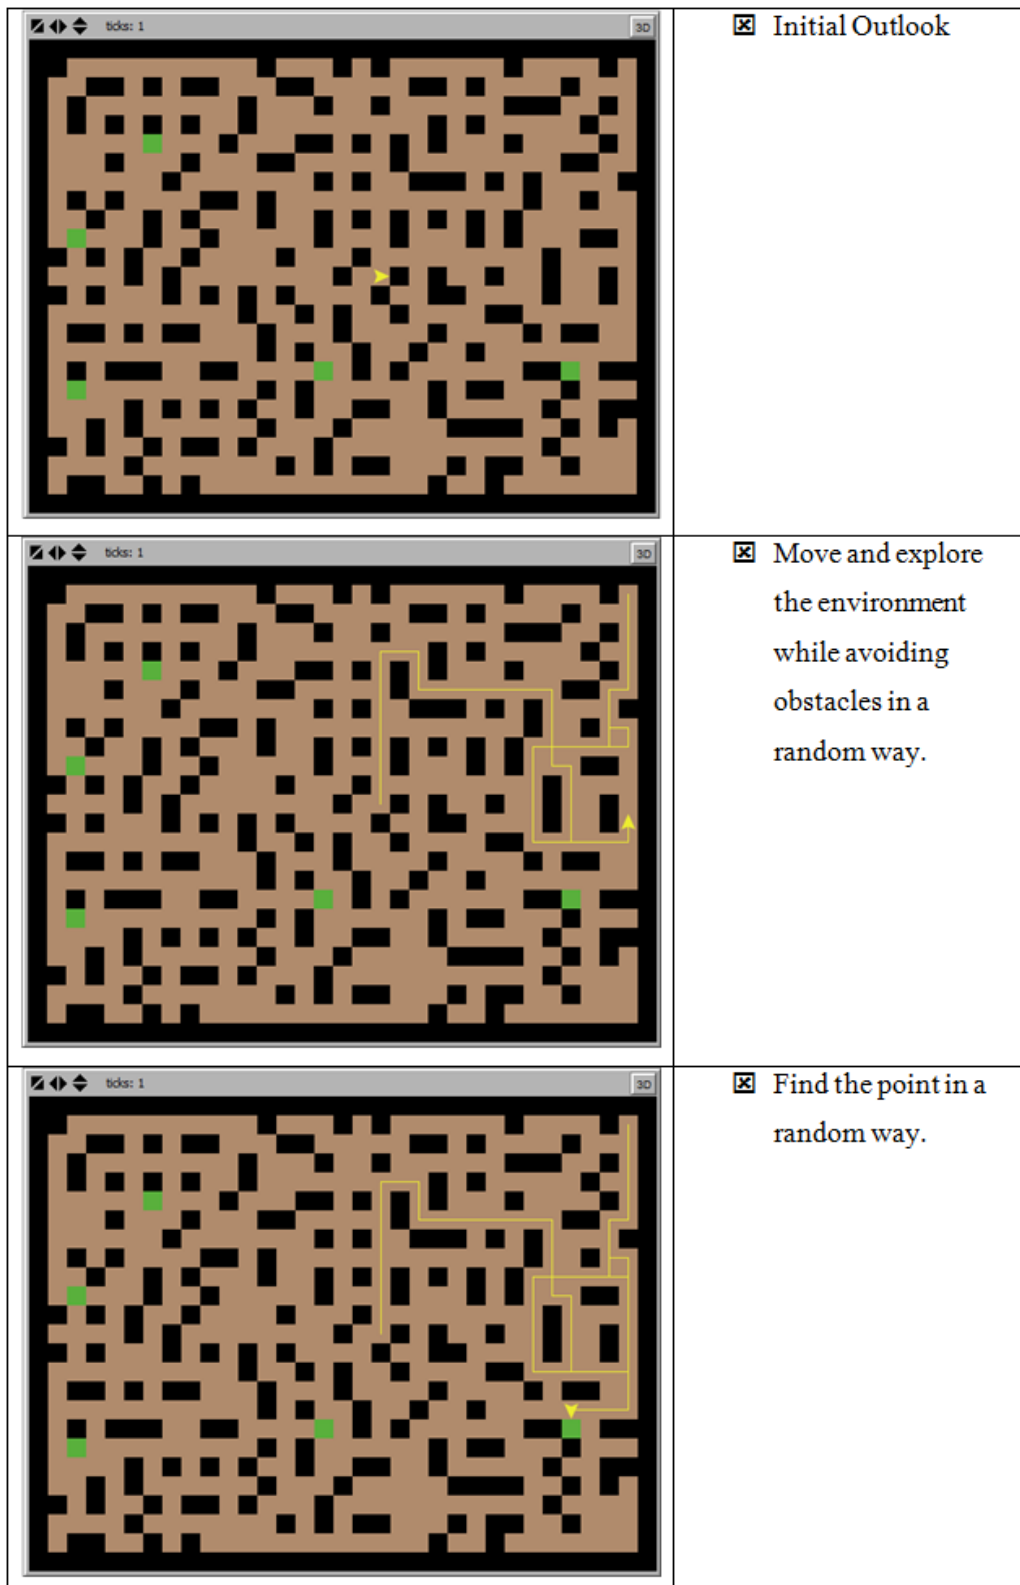 ticks: 1
3D
Initial Outlook
ticks: 1
3D
Move and explore
the environment
while avoiding
obstacles in a
random way.
ticks: 1
3D
Find the point in a
random way.